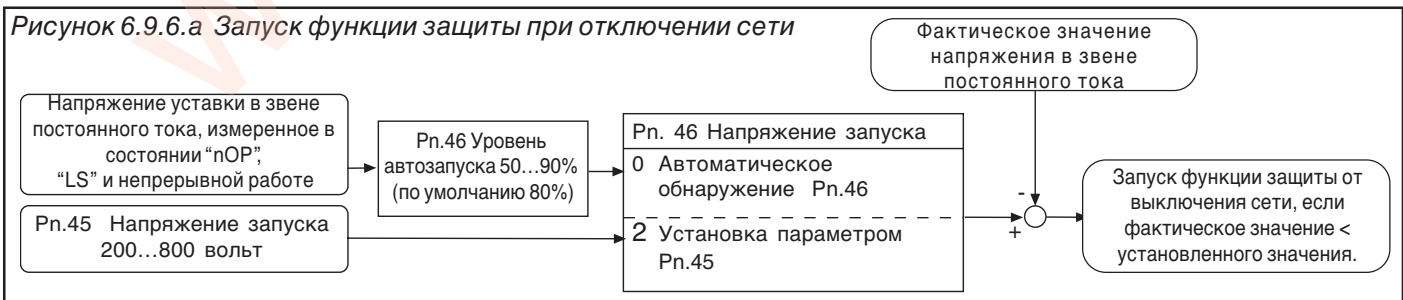 Рисунок 6.9.6.a Запуск функции защиты при отключении сети
Фактическое значение
напряжения в звене
постоянного тока
Напряжение уставки в звене
постоянного тока, измеренное в
состоянии “nOP”,
“LS” и непрерывной работе
Pn.46 Уровень
автозапуска 50…90%
(по умолчанию 80%)
Pn. 46 Напряжение запуска
0 Автоматическое
обнаружение Pn.46
2 Установка параметром
Pn.45
Pn.45 Напряжение запуска
200…800 вольт
-
+
Запуск функции защиты от
выключения сети, если
фактическое значение <
установленного значения.